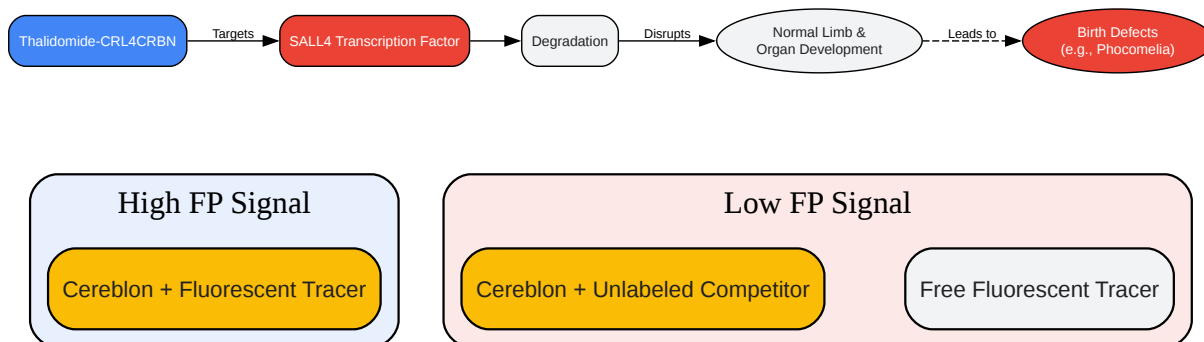 Thalidomide-CRL4CRBN
Targets
SALL4 Transcription Factor
Degradation
Disrupts
Normal Limb &
Organ Development
Leads to
Birth Defects
(e.g., Phocomelia)
High FP Signal
Low FP Signal
Cereblon + Fluorescent Tracer
Cereblon + Unlabeled Competitor
Free Fluorescent Tracer